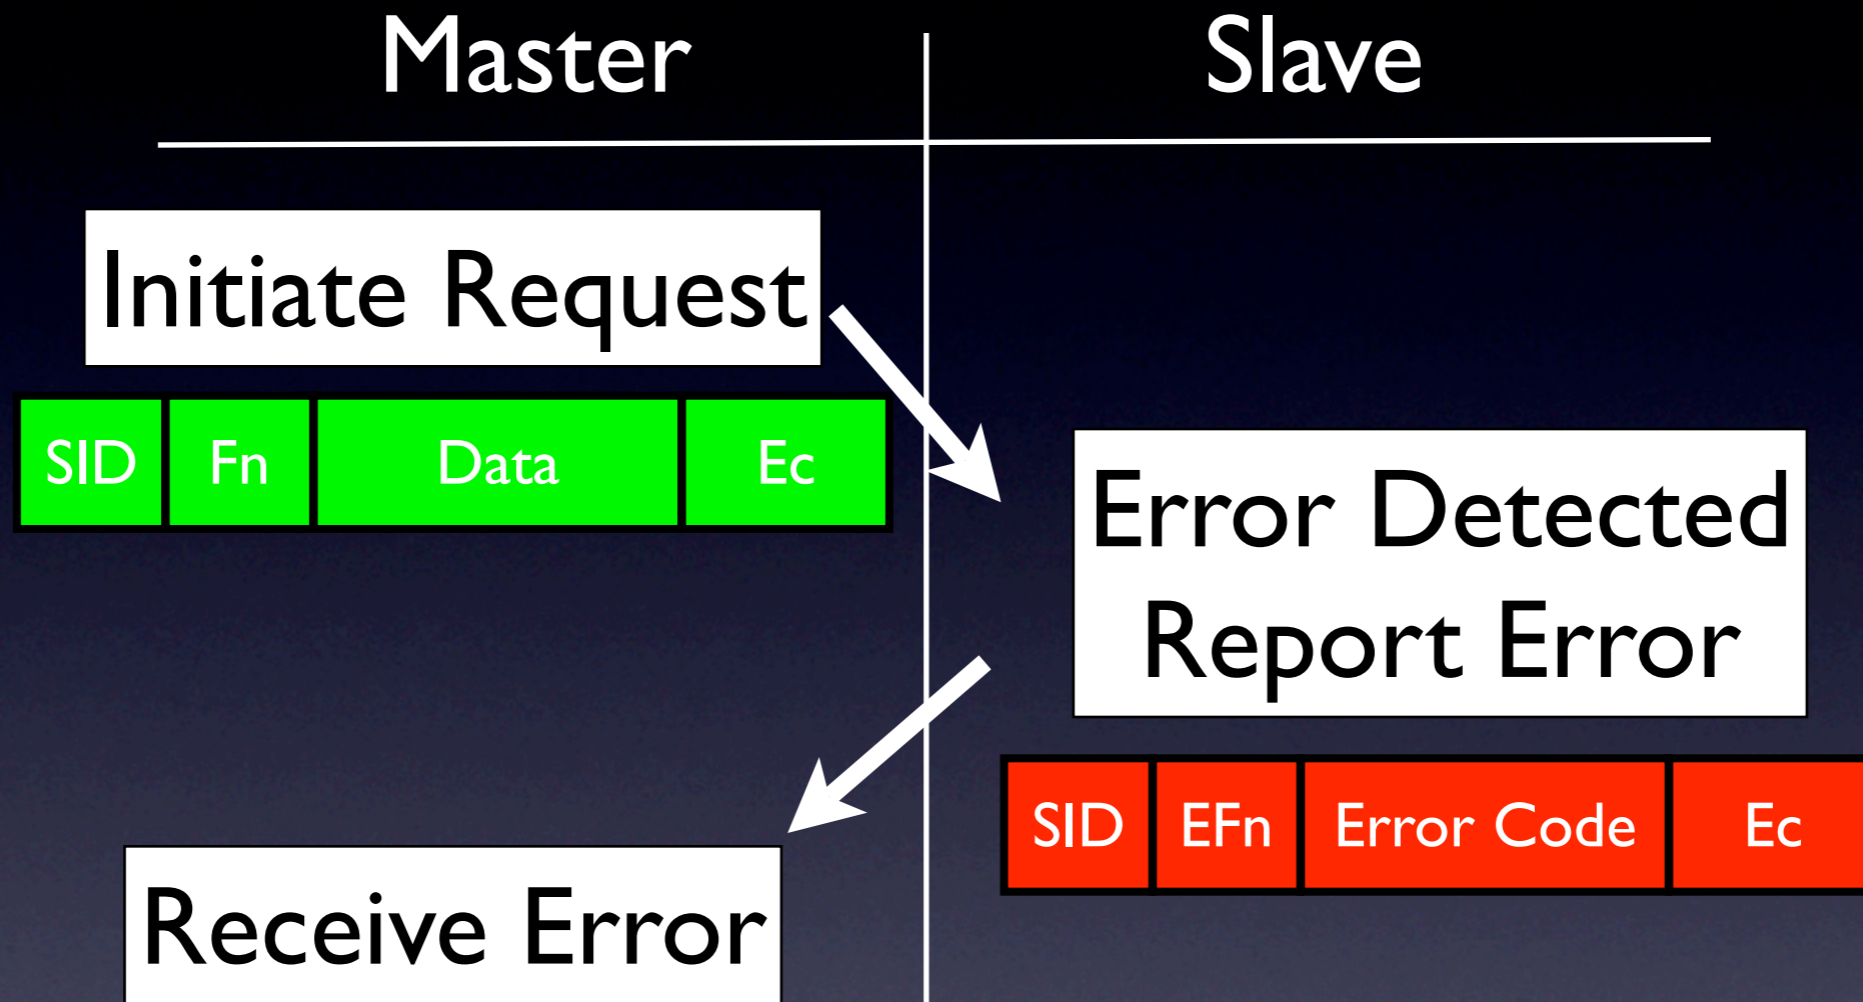 Master
Slave
Initiate Request
SID Fn Data Ec
Error Detected
Report Error
SID EFn Error Code Ec
Receive Error